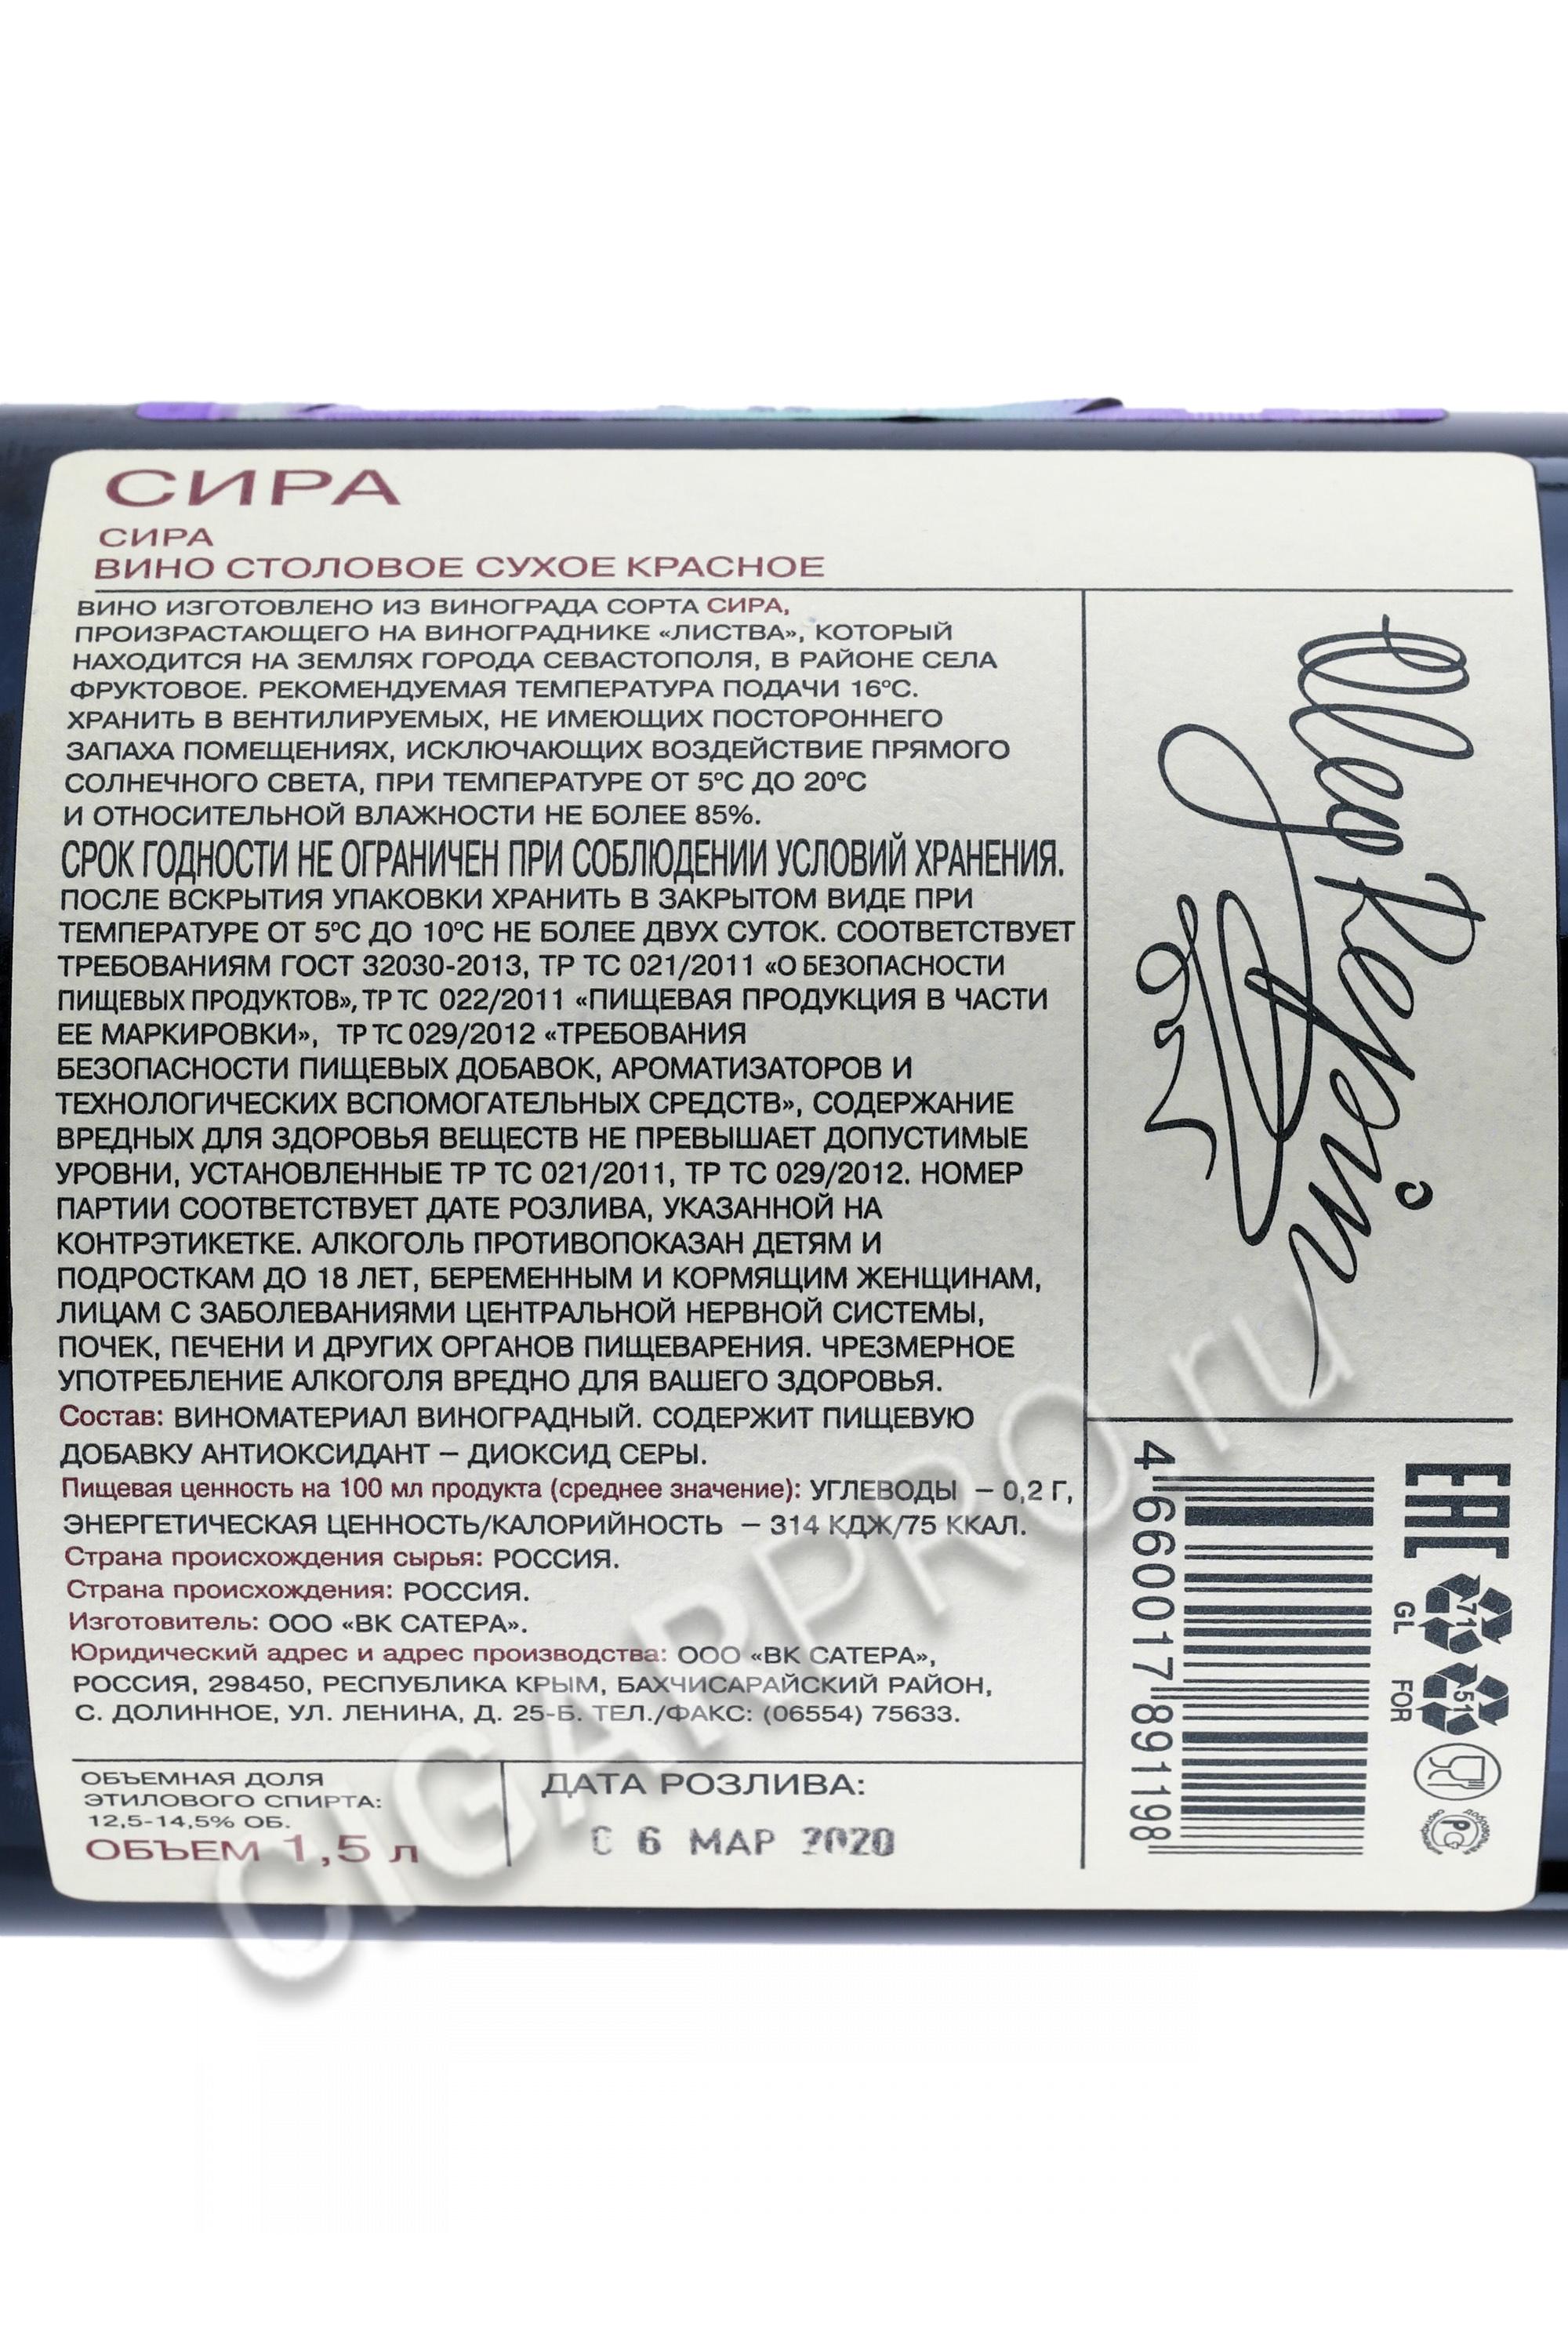 СИРА
СИРА
ВИНО СТОЛОВОЕ СУХОЕ КРАСНОЕ
ВИНО ИЗГОТОВЛЕНО ИЗ ВИНОГРАДА СОРТА СИРА,
ПРОИЗРАСТАЮЩЕГО НА ВИНОГРАДНИКЕ «ЛИСТВА», КОТОРЫЙ
НАХОДИТСЯ НА ЗЕМЛЯХ ГОРОДА СЕВАСТОПОЛЯ, В РАЙОНЕ СЕЛА
ФРУКТОВОЕ. РЕКОМЕНДУЕМАЯ ТЕМПЕРАТУРА ПОДАЧИ 16°С.
ХРАНИТЬ В ВЕНТИЛИРУЕМЫХ, НЕ ИМЕЮЩИХ ПОСТОРОННЕГО
ЗАПАХА ПОМЕЩЕНИЯХ, ИСКЛЮЧАЮЩИХ ВОЗДЕЙСТВИЕ ПРЯМОГО
СОЛНЕЧНОГО СВЕТА, ПРИ ТЕМПЕРАТУРЕ ОТ 5°С ДО 20°С
И ОТНОСИТЕЛЬНОЙ ВЛАЖНОСТИ НЕ БОЛЕЕ 85%.
СРОК ГОДНОСТИ НЕ ОГРАНИЧЕН ПРИ СОБЛЮДЕНИИ УСЛОВИЙ ХРАНЕНИЯ.
ПОСЛЕ ВСКРЫТИЯ УПАКОВКИ ХРАНИТЬ В ЗАКРЫТОМ ВИДЕ ПРИ
ТЕМПЕРАТУРЕ ОТ 5°С ДО 10°С НЕ БОЛЕЕ ДВУХ СУТОК. СООТВЕТСТВУЕТ
ТРЕБОВАНИЯМ ГОСТ 32030-2013, ТР ТС 021/2011 «О БЕЗОПАСНОСТИ
ПИЩЕВЫХ ПРОДУКТОВ», ТР ТС 022/2011 «ПИЩЕВАЯ ПРОДУКЦИЯ В ЧАСТИ
ЕЕ МАРКИРОВКИ», ТР ТС 029/2012 «ТРЕБОВАНИЯ
БЕЗОПАСНОСТИ ПИЩЕВЫХ ДОБАВОК, АРОМАТИЗАТОРОВ И
ТЕХНОЛОГИЧЕСКИХ ВСПОМОГАТЕЛЬНЫХ СРЕДСТВ», СОДЕРЖАНИЕ
ВРЕДНЫХ ДЛЯ ЗДОРОВЬЯ ВЕЩЕСТВ НЕ ПРЕВЫШАЕТ ДОПУСТИМЫЕ
УРОВНИ, УСТАНОВЛЕННЫЕ ТР ТС 021/2011, ТР ТС 029/2012. НОМЕР
ПАРТИИ СООТВЕТСТВУЕТ ДАТЕ РОЗЛИВА, УКАЗАННОЙ НА
КОНТРЭТИКЕТКЕ. АЛКОГОЛЬ ПРОТИВОПОКАЗАН ДЕТЯМ И
ПОДРОСТКАМ ДО 18 ЛЕТ, БЕРЕМЕННЫМ И КОРМЯЩИМ ЖЕНЩИНАМ,
ЛИЦАМ С ЗАБОЛЕВАНИЯМИ ЦЕНТРАЛЬНОЙ НЕРВНОЙ СИСТЕМЫ,
ПОЧЕК, ПЕЧЕНИ И ДРУГИХ ОРГАНОВ ПИЩЕВАРЕНИЯ. ЧРЕЗМЕРНОЕ
УПОТРЕБЛЕНИЕ АЛКОГОЛЯ ВРЕДНО ДЛЯ ВАШЕГО ЗДОРОВЬЯ.
Состав: ВИНОМАТЕРИАЛ ВИНОГРАДНЫЙ. СОДЕРЖИТ ПИЩЕВУЮ
ДОБАВКУ АНТИОКСИДАНТ – ДИОКСИД СЕРЫ.
Пищевая ценность на 100 мл продукта (среднее значение): УГЛЕВОДЫ – 0,2 Г,
ЭНЕРГЕТИЧЕСКАЯ ЦЕННОСТЬ/КАЛОРИЙНОСТЬ – 314 КДЖ/75 ККАЛ.
Страна происхождения сырья: РОССИЯ.
Страна происхождения: РОССИЯ.
Изготовитель: ООО «ВК САТЕРА».
Юридический адрес и адрес производства: ООО «ВК САТЕРА»,
РОССИЯ, 298450, РЕСПУБЛИКА КРЫМ, БАХЧИСАРАЙСКИЙ РАЙОН,
С. ДОЛИННОЕ, УЛ. ЛЕНИНА, Д. 25-Б. ТЕЛ./ФАКС: (06554) 75633.
ОБЪЕМНАЯ ДОЛЯ
ЭТИЛОВОГО СПИРТА:
12,5-14,5% ОБ.
ОБЪЕМ 1,5 л
ДАТА РОЗЛИВА:
6 МАР 2020
Repin
EAC
71
GL
51
FOR
4 660017 891198
CIGARPRO.ru